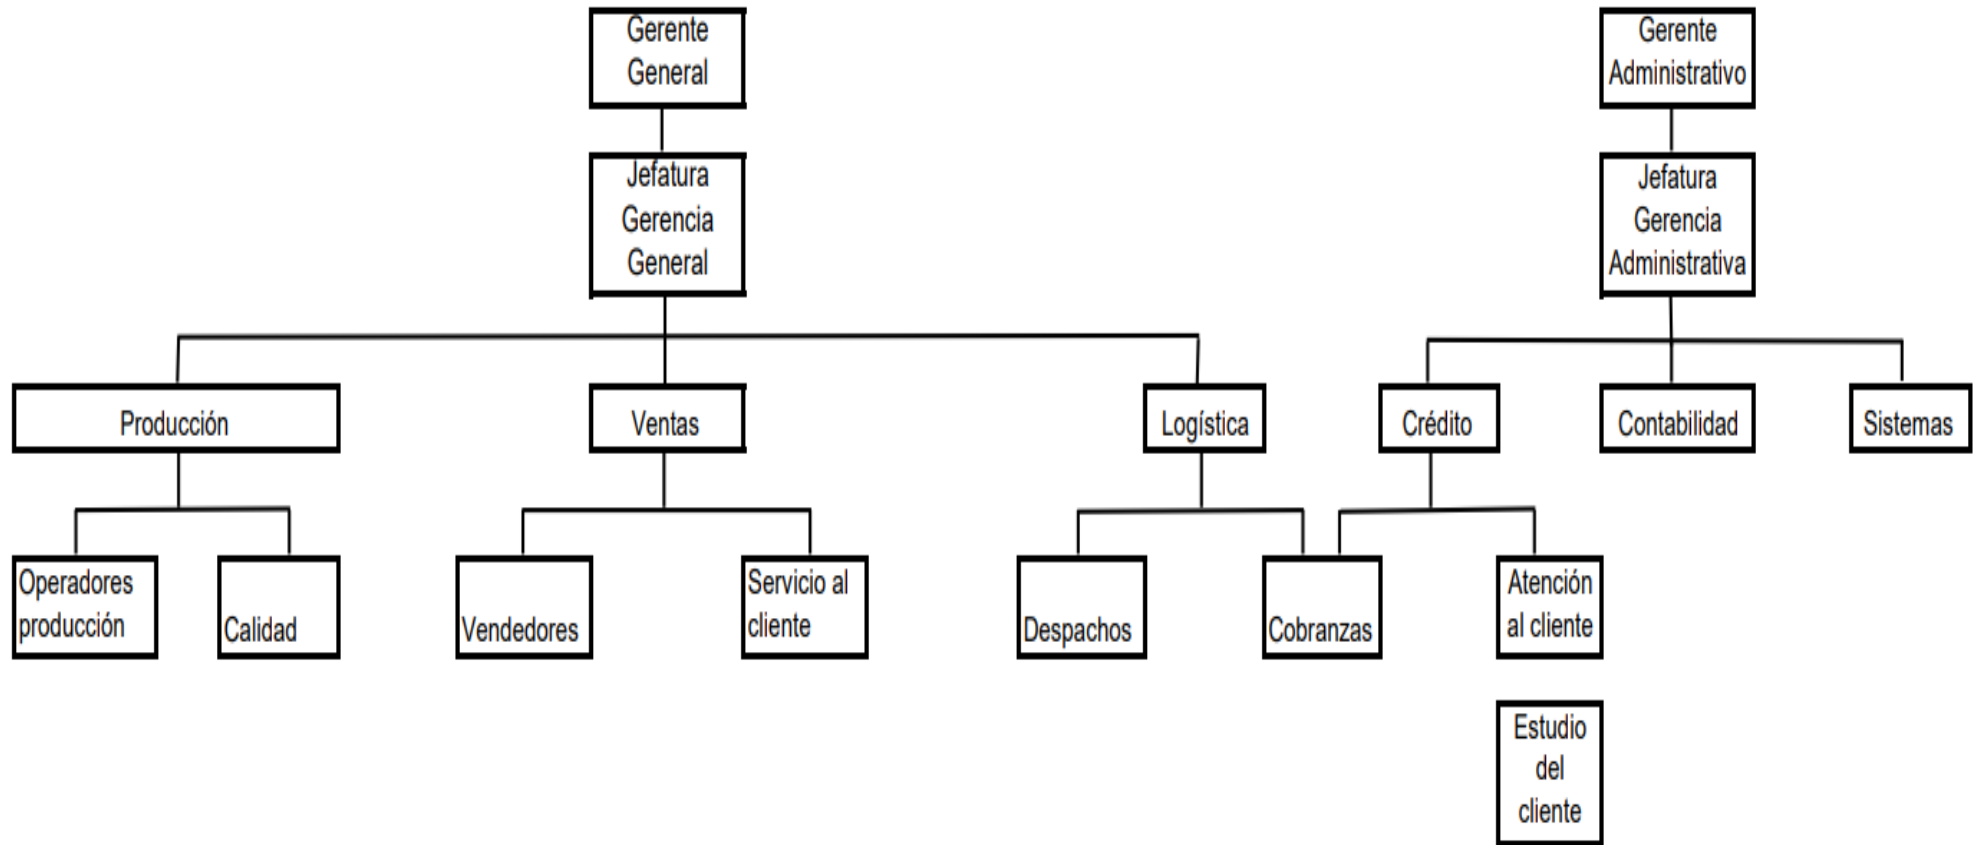 Gerente
General
Gerente
Administrativo
Jefatura
Gerencia
General
Jefatura
Gerencia
Administrativa
Producción
Ventas
Logística
Crédito
Contabilidad
Sistemas
Operadores
producción
Calidad
Vendedores
Servicio al
cliente
Despachos
Cobranzas
Atención
al cliente
Estudio
del
cliente